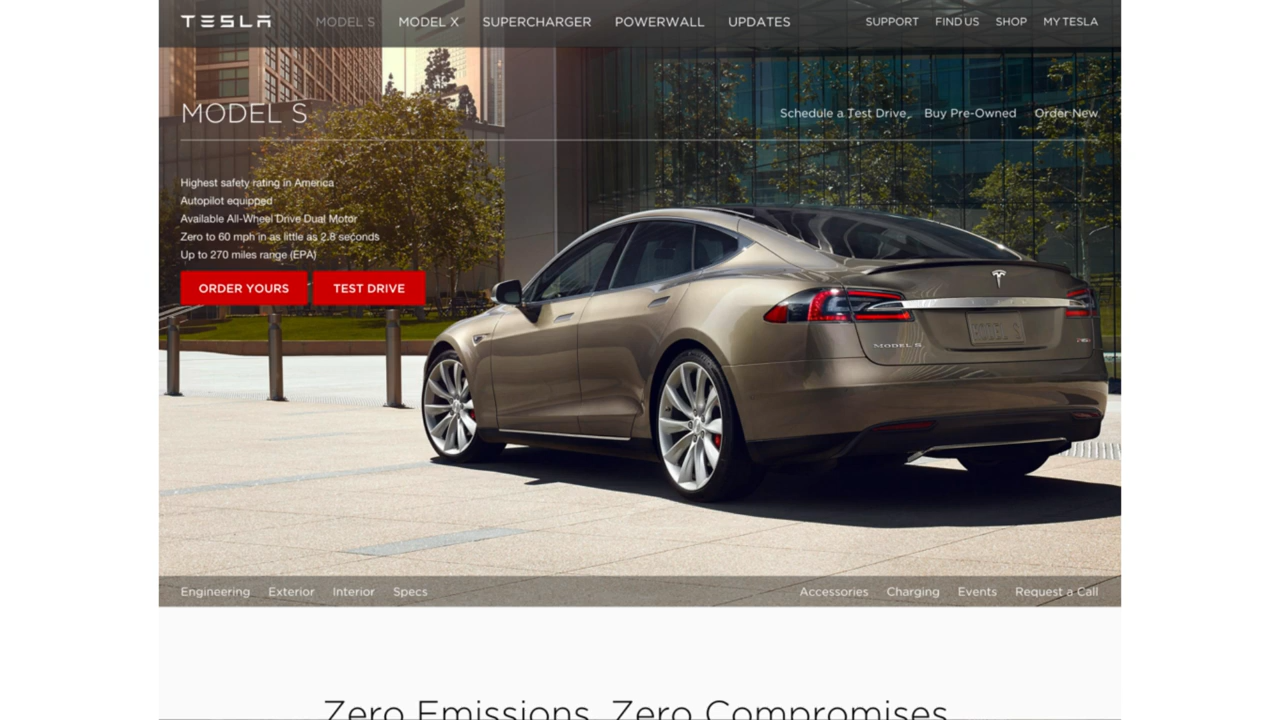 TESLA MODEL S MODEL X SUPERCHARGER POWERWALL UPDATES SUPPORT FIND US SHOP MY TESLA
MODEL S
Schedule a Test Drive Buy Pre-Owned Order New
Highest safety rating in America
Autopilot equipped
Available All-Wheel Drive Dual Motor
Zero to 60 mph in as little as 2.8 seconds
Up to 270 miles range (EPA)
ORDER YOURS TEST DRIVE
MODEL S
MODEL S
Engineering Exterior Interior Specs Accessories Charging Events Request a Call
Zero Emissions. Zero Compromises.